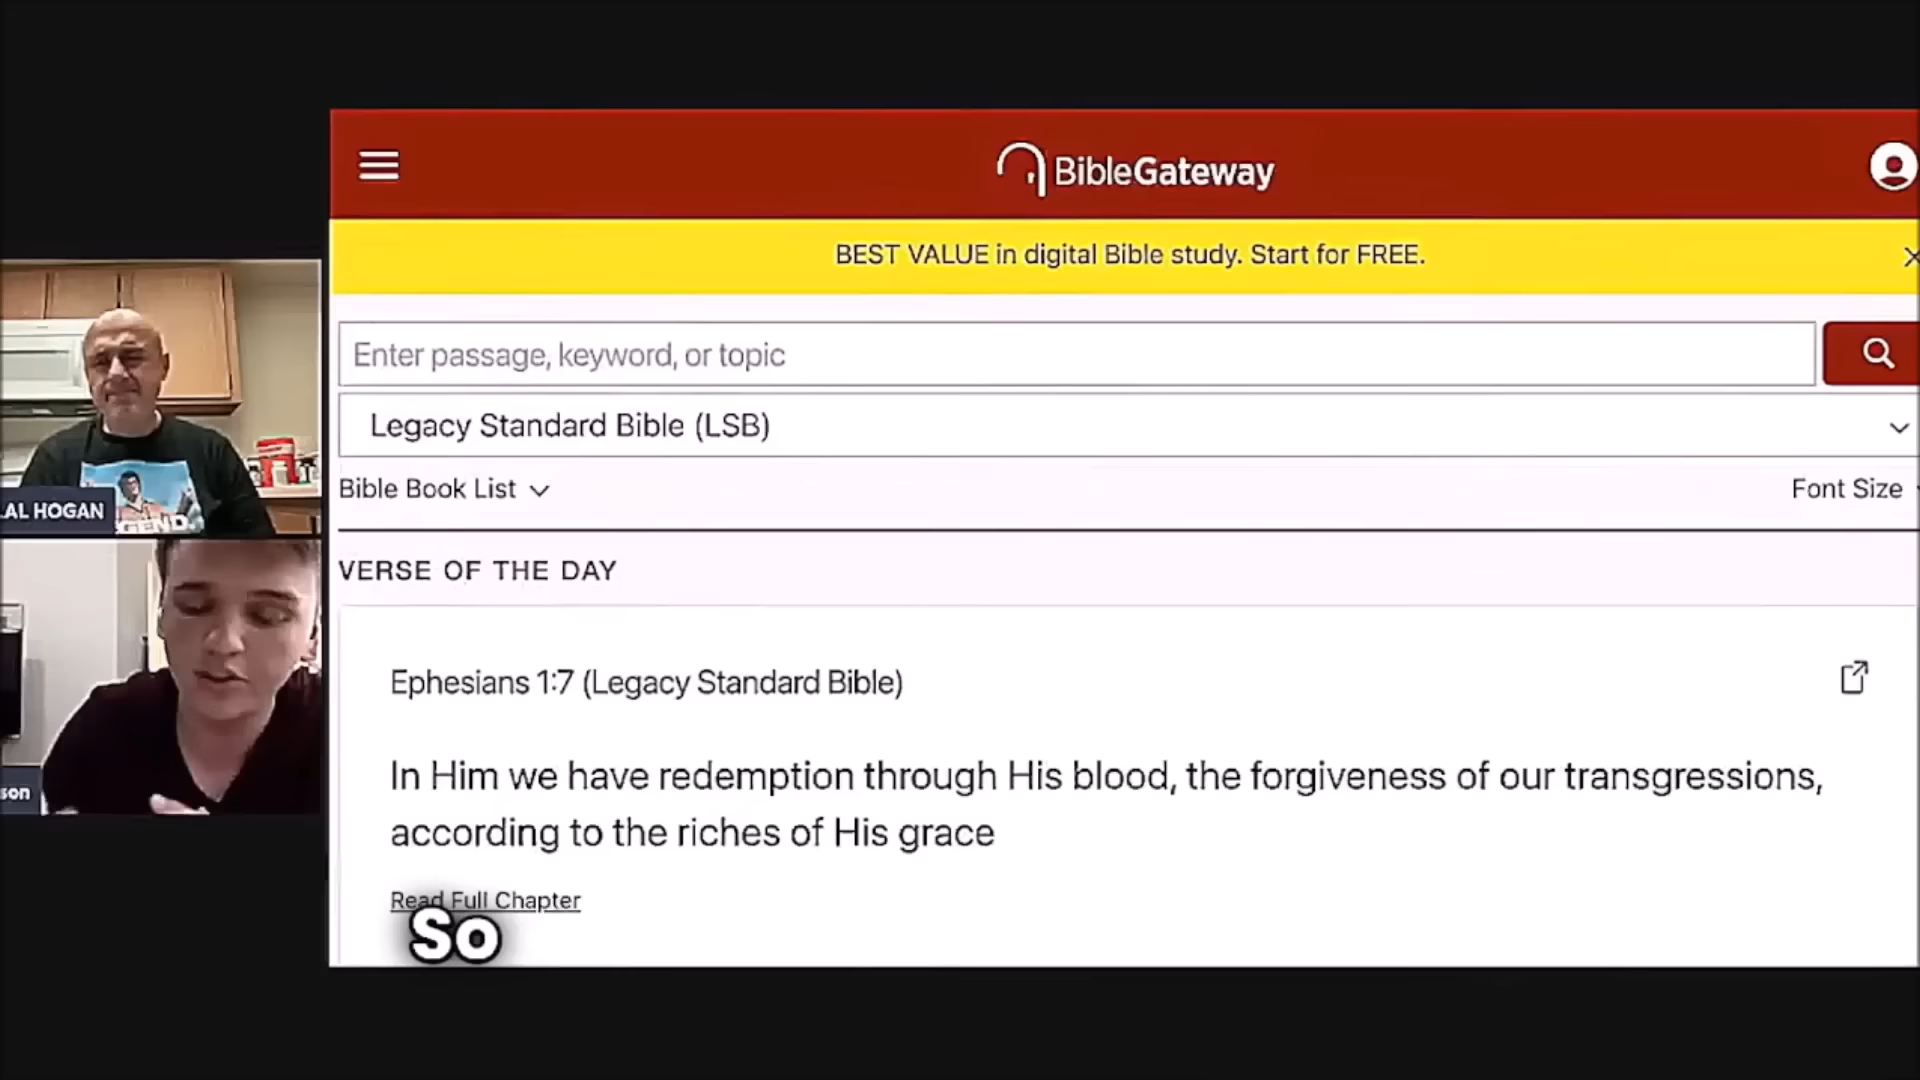 BibleGateway
BEST VALUE in digital Bible study. Start for FREE.
Enter passage, keyword, or topic
Legacy Standard Bible (LSB)
Bible Book List
Font Size
VERSE OF THE DAY
Ephesians 1:7 (Legacy Standard Bible)
In Him we have redemption through His blood, the forgiveness of our transgressions,
according to the riches of His grace
Read Full Chapter
So
LAL HOGAN
GEND
son